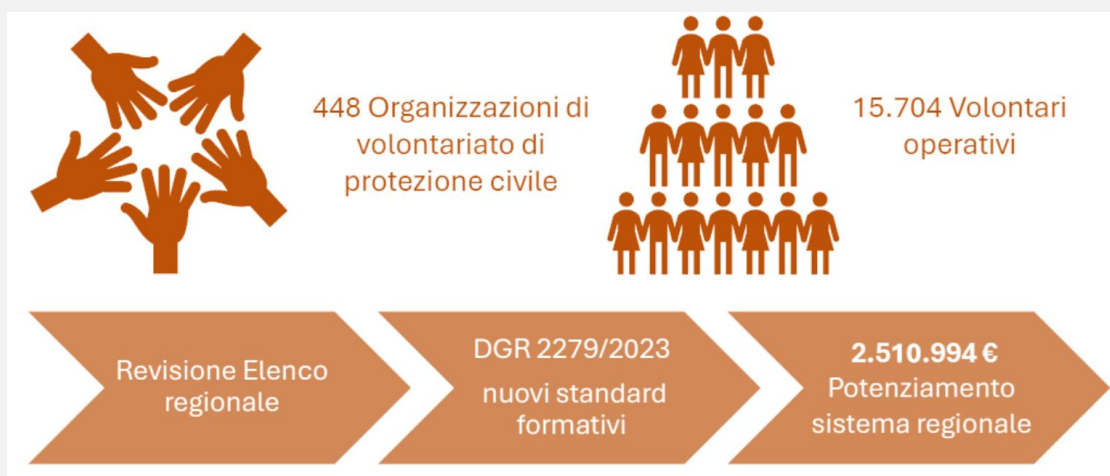 448 Organizzazioni di
volontariato di
protezione civile
15.704 Volontari
operativi
Revisione Elenco
regionale
DGR 2279/2023
nuovi standard
formativi
2.510.994 €
Potenziamento
sistema regionale